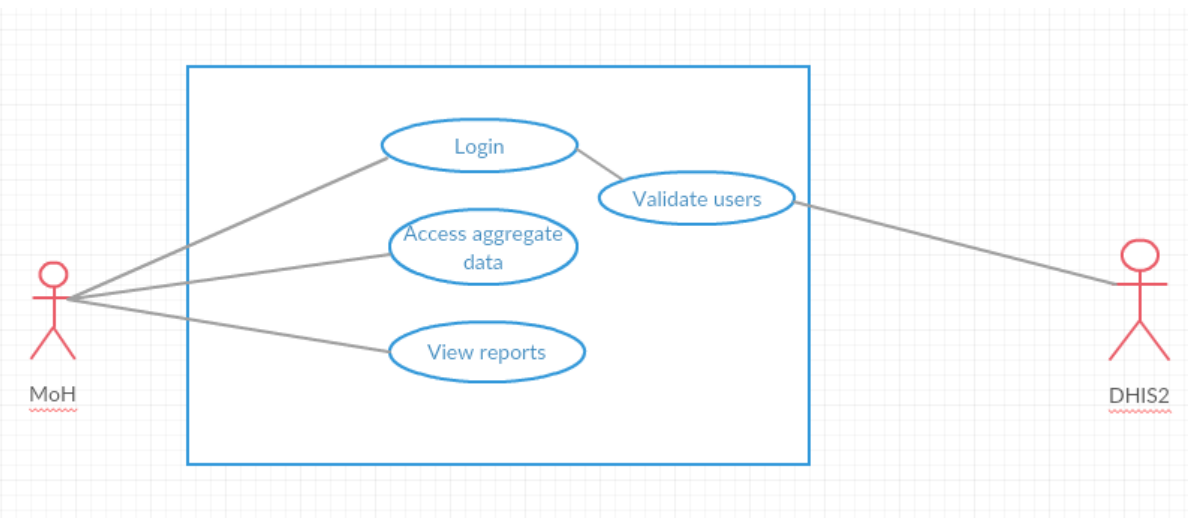 Login
Validate users
Access aggregate
data
View reports
MoH
DHIS2